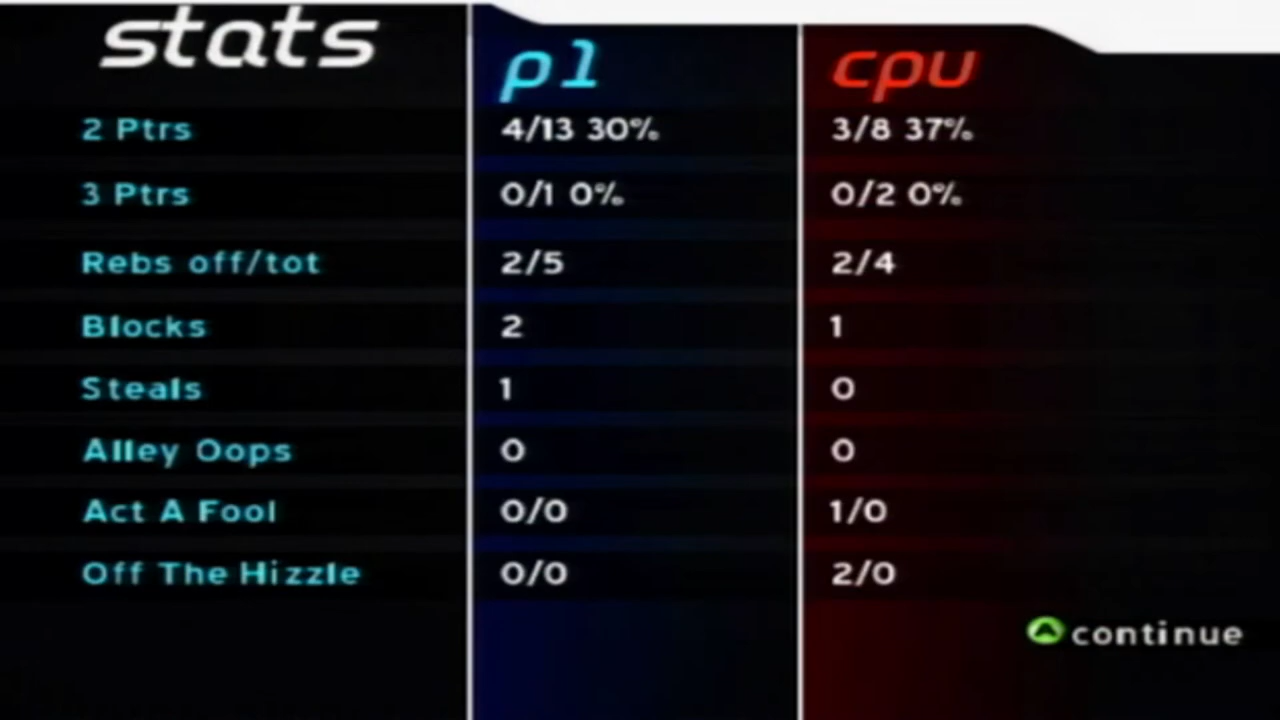 stats p1 cpu
2 Ptrs 4/13 30% 3/8 37%
3 Ptrs 0/1 0% 0/2 0%
Rebs off/tot 2/5 2/4
Blocks 2 1
Steals 1 0
Alley Oops 0 0
Act A Fool 0/0 1/0
Off The Hizzle 0/0 2/0
continue